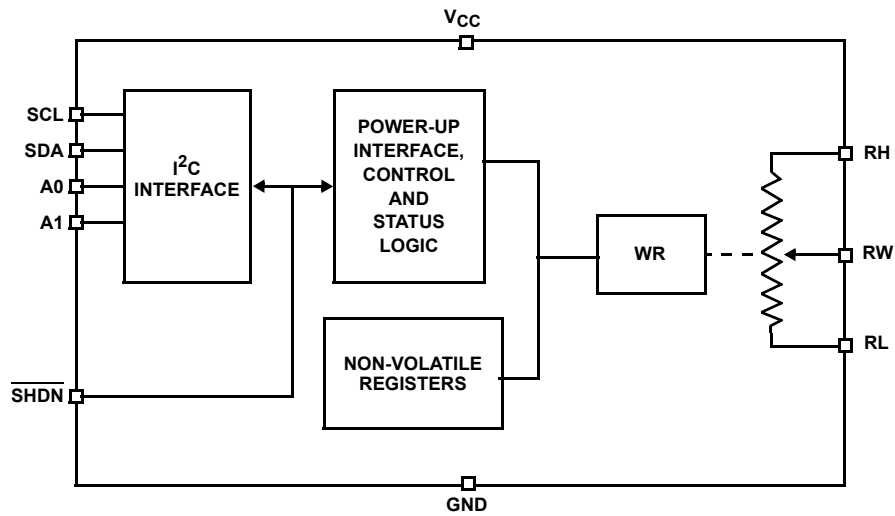 VCC
SCL
SDA
A0
A1
I²C
INTERFACE
POWER-UP
INTERFACE,
CONTROL
AND
STATUS
LOGIC
NON-VOLATILE
REGISTERS
WR
RH
RW
RL
SHDN
GND